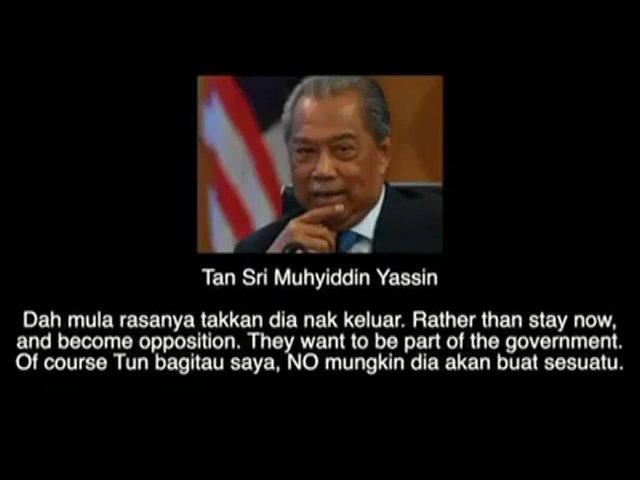 Tan Sri Muhyiddin Yassin
Dah mula rasanya takkan dia nak keluar. Rather than stay now,
and become opposition. They want to be part of the government.
Of course Tun bagitau saya, NO mungkin dia akan buat sesuatu.